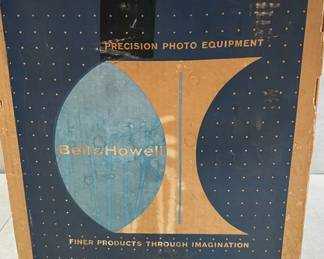 PRECISION PHOTO EQUIPMENT
Bell & Howell
FINER PRODUCTS THROUGH IMAGINATION